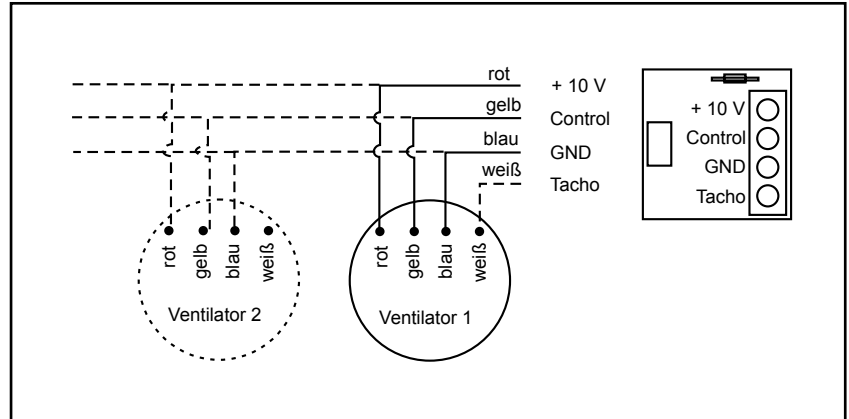 rot + 10 V
gelb Control
blau GND
weiß Tacho
+ 10 V
Control
GND
Tacho
rot gelb blau weiß
Ventilator 2
rot gelb blau weiß
Ventilator 1